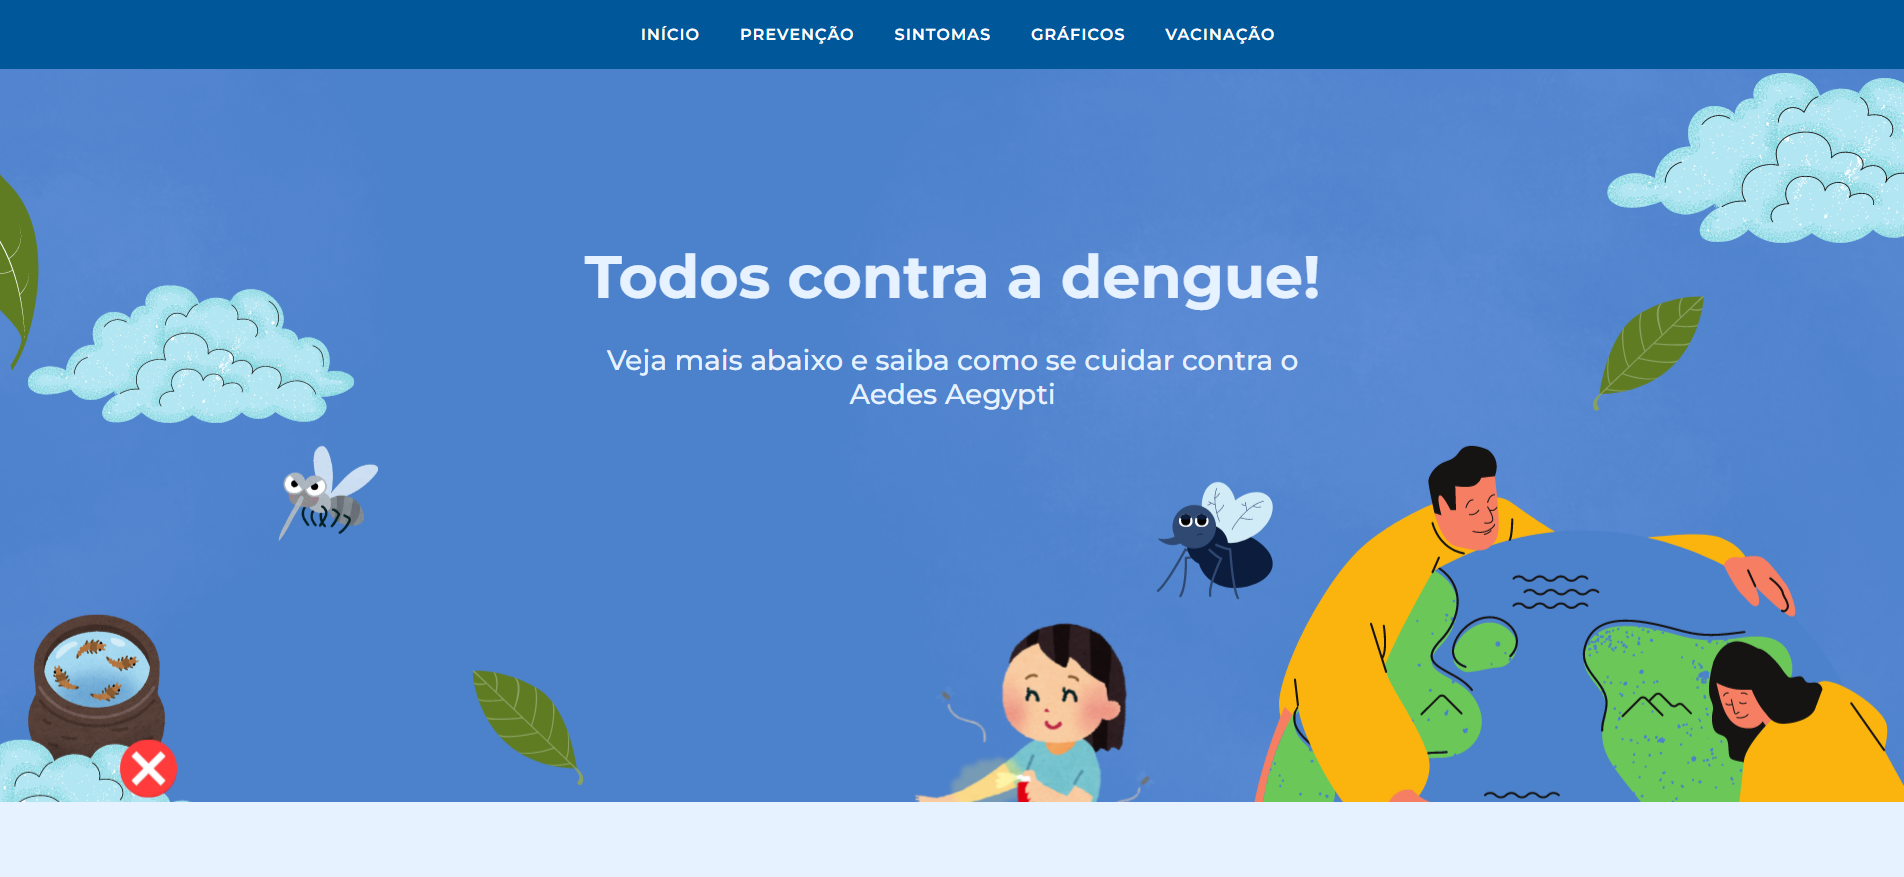 INÍCIO PREVENÇÃO SINTOMAS GRÁFICOS VACINAÇÃO
Todos contra a dengue!
Veja mais abaixo e saiba como se cuidar contra o
Aedes Aegypti